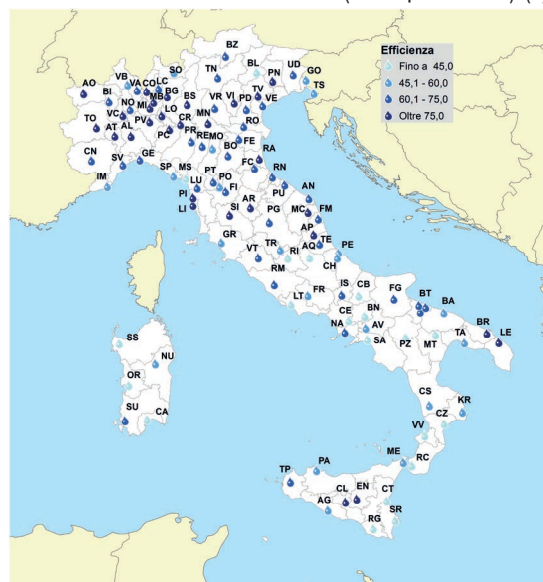 Efficienza
Fino a 45,0
45,1 - 60,0
60,1 - 75,0
Oltre 75,0
BZ
SO
VB
BL
UD
GO
TN
AO
VA
CO
LC
BG
TV
PN
TS
BI
NO
MB
BS
VR
VI
PD
VE
MI
LO
TO
VC
PV
CR
MN
RO
AT
AL
PC
PR
RE
MO
FE
CN
GE
BO
RA
SV
FC
IM
SP
MS
PT
PO
RN
LU
FI
PU
AN
PI
AR
MC
FM
LI
SI
PG
AP
TE
GR
TR
PE
VT
RI
AQ
CH
RM
FR
IS
CB
FG
LT
BT
BA
CE
BN
BR
NA
AV
LE
SA
PZ
MT
TA
SS
NU
OR
CS
KR
SU
CA
CZ
VV
ME
RC
PA
TP
CL
EN
CT
AG
RG
SR